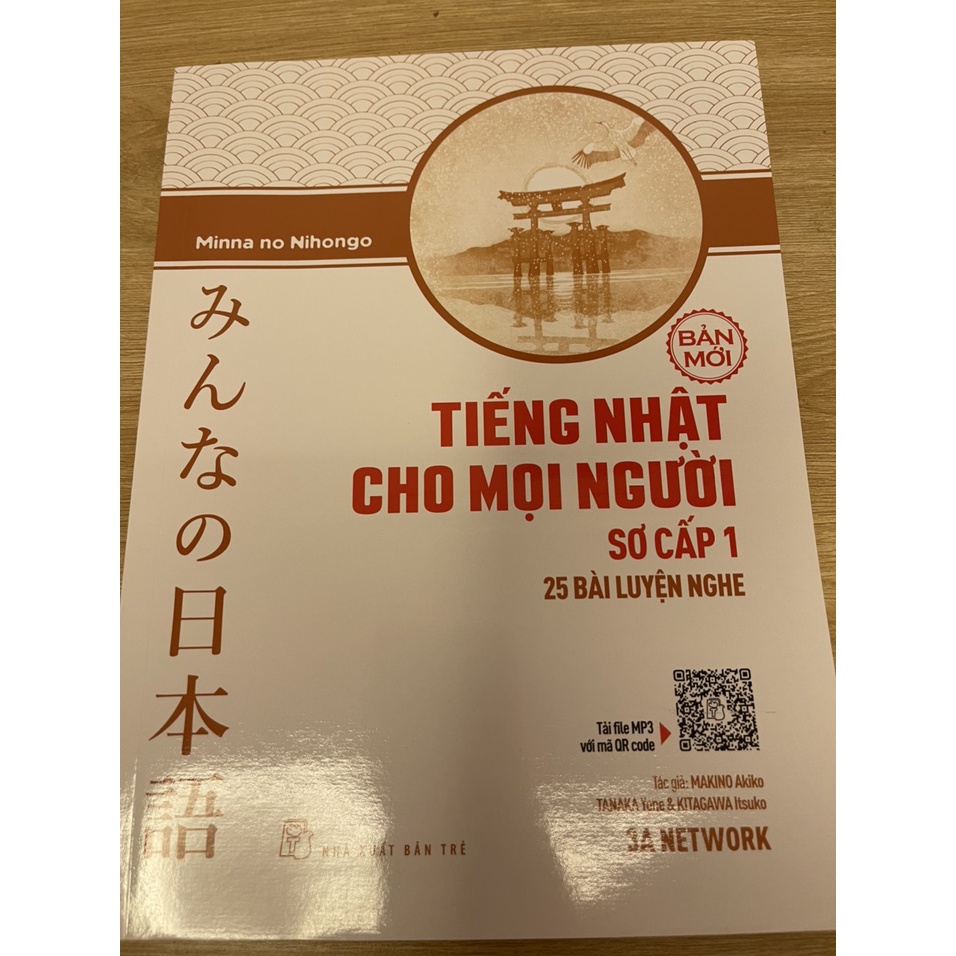 Minna no Nihongo
みんなの日本語
BẢN
MỚI
TIẾNG NHẬT
CHO MỌI NGƯỜI
SƠ CẤP 1
25 BÀI LUYỆN NGHE
Tải file MP3
với mã QR code
Tác giả: MAKINO Akiko
TANAKA Yone & KITAGAWA Itsuko
3A NETWORK
NHÀ XUẤT BẢN TRẺ